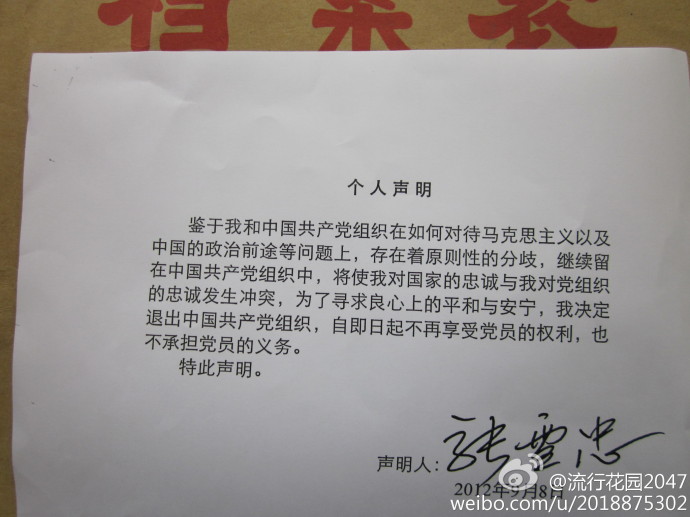 档案袋
个人声明
鉴于我和中国共产党组织在如何对待马克思主义以及
中国的政治前途等问题上，存在着原则性的分歧，继续留
在中国共产党组织中，将使我对国家的忠诚与我对党组织
的忠诚发生冲突，为了寻求良心上的平和与安宁，我决定
退出中国共产党组织，自即日起不再享受党员的权利，也
不承担党员的义务。
特此声明。
声明人：张雪忠
2012年9月8日
@流行花园2047
weibo.com/u/2018875302